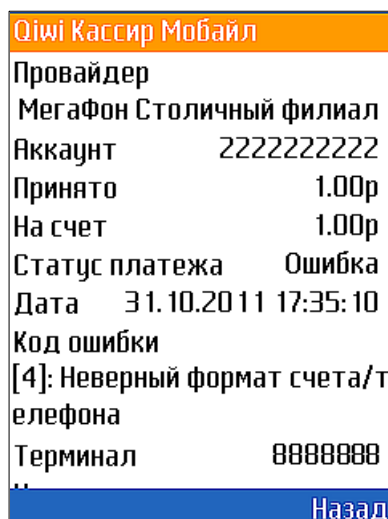 Qiwi Кассир Мобайл
Провайдер
МегаФон Столичный филиал
Аккаунт 2222222222
Принято 1.00р
На счет 1.00р
Статус платежа Ошибка
Дата 31.10.2011 17:35:10
Код ошибки
[4]: Неверный формат счета/т
елефона
Терминал 8888888
Назад